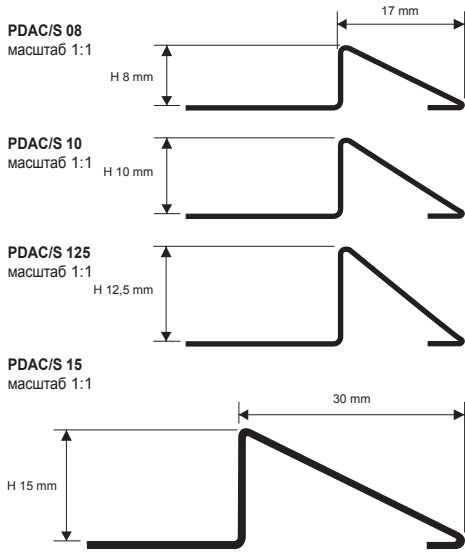 17 mm
PDAC/S 08
масштаб 1:1
H 8 mm
PDAC/S 10
масштаб 1:1
H 10 mm
PDAC/S 125
масштаб 1:1
H 12,5 mm
PDAC/S 15
масштаб 1:1
30 mm
H 15 mm